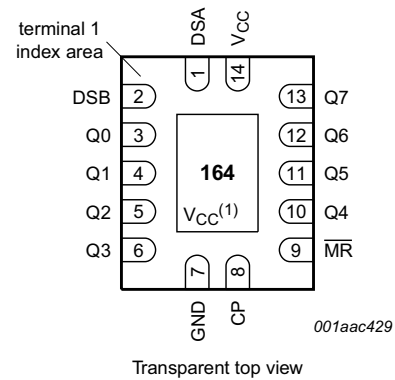 terminal 1
index area
DSA
VCC
1
14
DSB 2
13 Q7
Q0 3
12 Q6
Q1 4
164
11 Q5
Q2 5
VCC(1)
10 Q4
Q3 6
9 MR
7
8
GND
CP
001aac429
Transparent top view